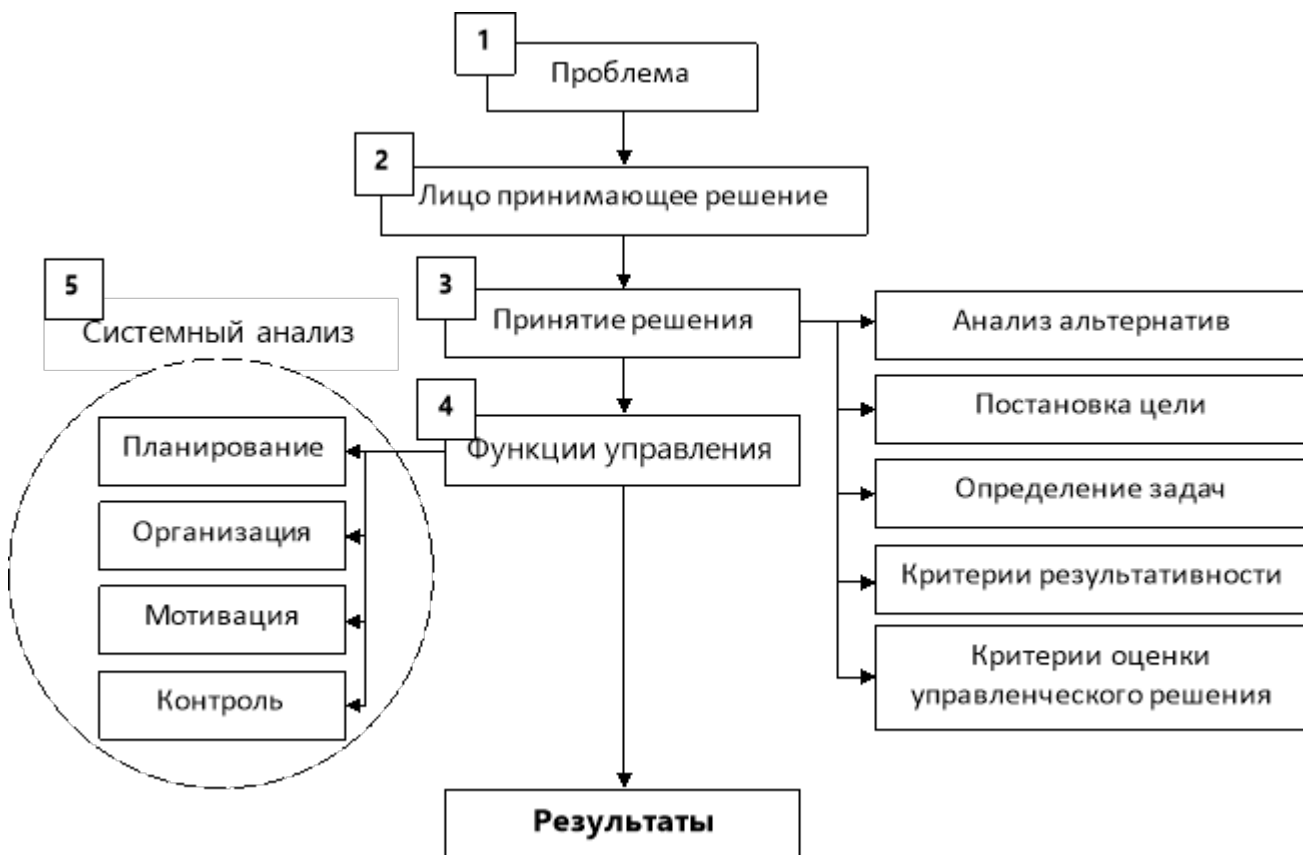 1
Проблема
2
Лицо принимающее решение
3
Принятие решения
5
Системный анализ
4
Функции управления
Планирование
Организация
Мотивация
Контроль
Анализ альтернатив
Постановка цели
Определение задач
Критерии результативности
Критерии оценки
управленческого решения
Результаты